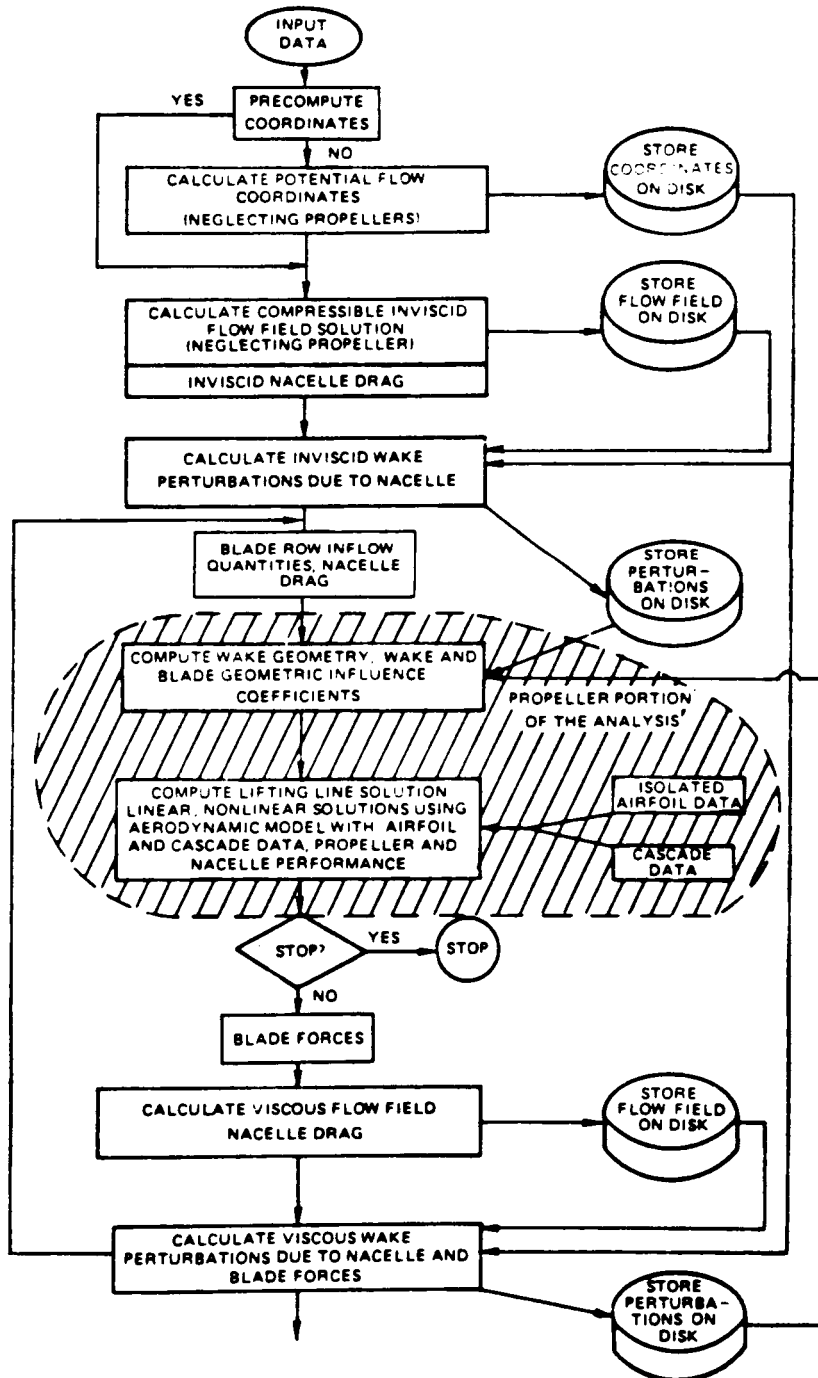 INPUT
DATA
YES
PRECOMPUTE
COORDINATES
NO
CALCULATE POTENTIAL FLOW
COORDINATES
(NEGLECTING PROPELLERS)
STORE
COORDINATES
ON DISK
CALCULATE COMPRESSIBLE INVISCID
FLOW FIELD SOLUTION
(NEGLECTING PROPELLER)
INVISCID NACELLE DRAG
STORE
FLOW FIELD
ON DISK
CALCULATE INVISCID WAKE
PERTURBATIONS DUE TO NACELLE
BLADE ROW INFLOW
QUANTITIES, NACELLE
DRAG
STORE
PERTUR-
BATIONS
ON DISK
COMPUTE WAKE GEOMETRY, WAKE AND
BLADE GEOMETRIC INFLUENCE
COEFFICIENTS
PROPELLER PORTION
OF THE ANALYSIS'
COMPUTE LIFTING LINE SOLUTION
LINEAR, NONLINEAR SOLUTIONS USING
AERODYNAMIC MODEL WITH AIRFOIL
AND CASCADE DATA, PROPELLER AND
NACELLE PERFORMANCE
ISOLATED
AIRFOIL DATA
CASCADE
DATA
STOP?
YES
STOP
NO
BLADE FORCES
CALCULATE VISCOUS FLOW FIELD
NACELLE DRAG
STORE
FLOW FIELD
ON DISK
CALCULATE VISCOUS WAKE
PERTURBATIONS DUE TO NACELLE AND
BLADE FORCES
STORE
PERTURBA-
TIONS ON
DISK